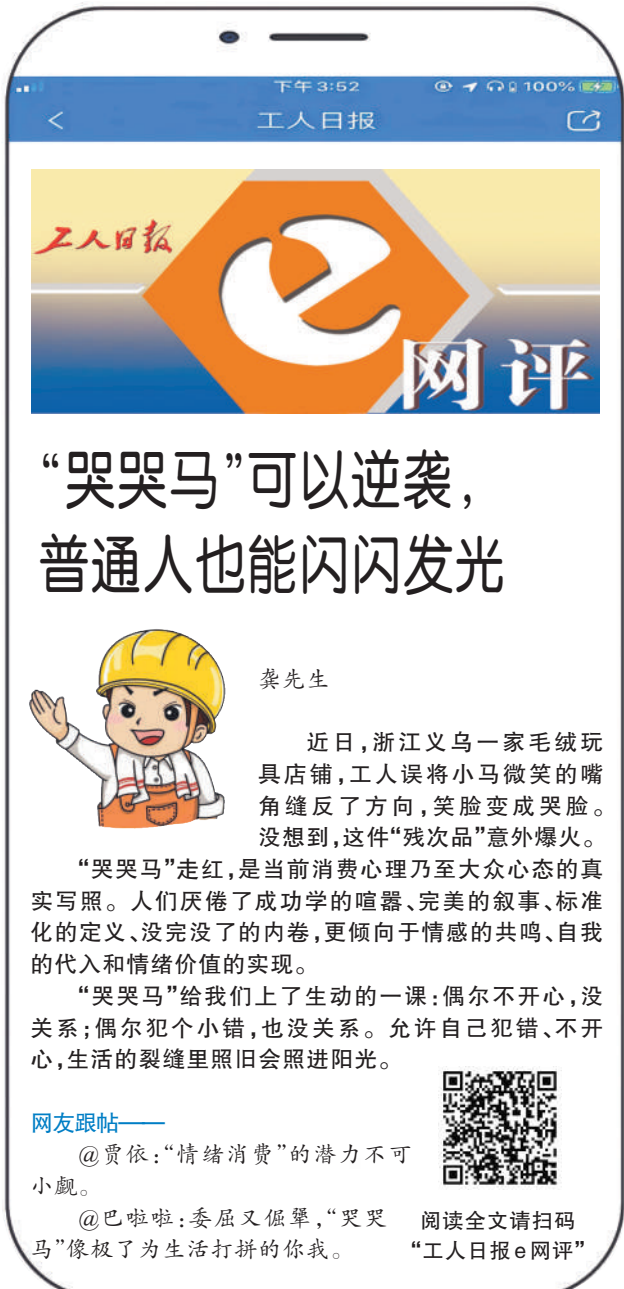 下午3:52
100%
工人日报
工人日报
e
网评
“哭哭马”可以逆袭，
普通人也能闪闪发光
龚先生
近日，浙江义乌一家毛绒玩
具店铺，工人误将小马微笑的嘴
角缝反了方向，笑脸变成哭脸。
没想到，这件“残次品”意外爆火。
“哭哭马”走红，是当前消费心理乃至大众心态的真
实写照。人们厌倦了成功学的喧嚣、完美的叙事、标准
化的定义、没完没了的内卷，更倾向于情感的共鸣、自我
的代入和情绪价值的实现。
“哭哭马”给我们上了生动的一课：偶尔不开心，没
关系；偶尔犯个小错，也没关系。允许自己犯错、不开
心，生活的裂缝里照旧会照进阳光。
网友跟帖——
@贾依：“情绪消费”的潜力不可
小觑。
@巴啦啦：委屈又倔犟，“哭哭
马”像极了为生活打拼的你我。
阅读全文请扫码
“工人日报e网评”